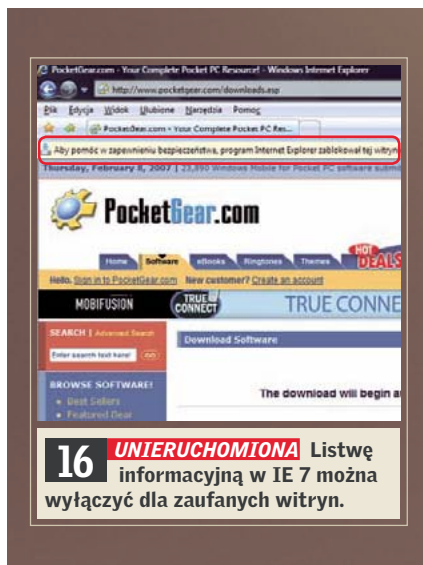 PocketGear.com - Your Complete Pocket PC Resource! - Windows Internet Explorer
http://www.pocketgear.com/downloads.asp
Plik Edycja Widok Ulubione Narzędzia Pomoc
PocketGear.com - Your Complete Pocket PC Res...
Aby pomóc w zapewnieniu bezpieczeństwa, program Internet Explorer zablokował tej witryn
Thursday, February 8, 2007 | 23,890 Windows Mobile for Pocket PC software submi
PocketGear.com
Home Software eBooks Ringtones Themes HOT DEALS
Hello, Sign in to PocketGear.com New customer? Create an account
MOBIFUSION TRUE CONNECT TRUE CONNE
SEARCH | Advanced Search
Download Software
Enter search text here! GO
BROWSE SOFTWARE!
The download will begin au
Best Sellers
Featured Gear
16 UNIERUCHOMIONA Listwę
informacyjną w IE 7 można
wyłączyć dla zaufanych witryn.